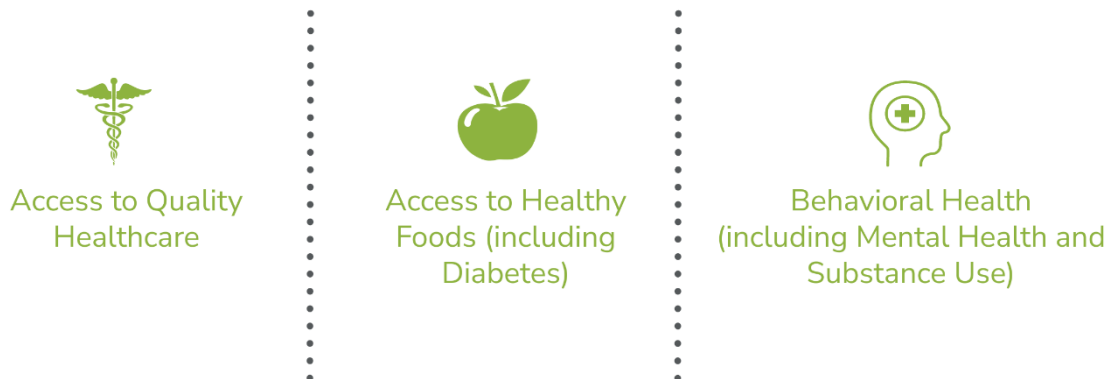 Access to Quality
Healthcare
Access to Healthy
Foods (including
Diabetes)
Behavioral Health
(including Mental Health and
Substance Use)